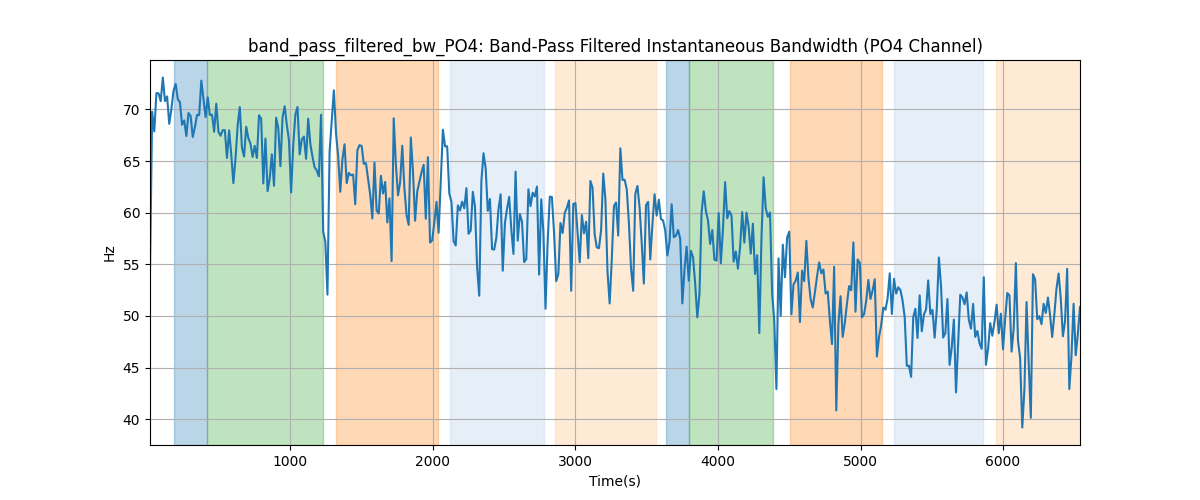 band_pass_filtered_bw_PO4: Band-Pass Filtered Instantaneous Bandwidth (PO4 Channel)
70
65
60
55
50
45
40
Hz
1000 2000 3000 4000 5000 6000
Time(s)